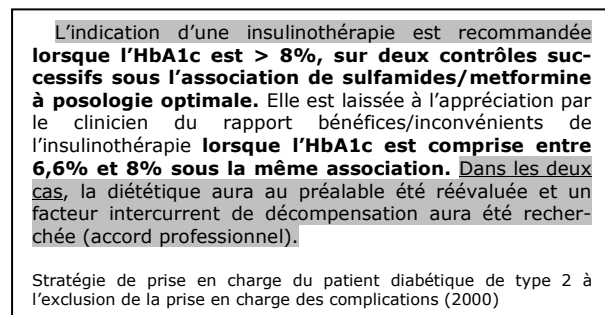 L’indication d’une insulinothérapie est recommandée
lorsque l’HbA1c est > 8%, sur deux contrôles suc-
cessifs sous l’association de sulfamides/metformine
à posologie optimale. Elle est laissée à l’appréciation par
le clinicien du rapport bénéfices/inconvénients de
l’insulinothérapie lorsque l’HbA1c est comprise entre
6,6% et 8% sous la même association. Dans les deux
cas, la diététique aura au préalable été réévaluée et un
facteur intercurrent de décompensation aura été recher-
chée (accord professionnel).
Stratégie de prise en charge du patient diabétique de type 2 à
l’exclusion de la prise en charge des complications (2000)